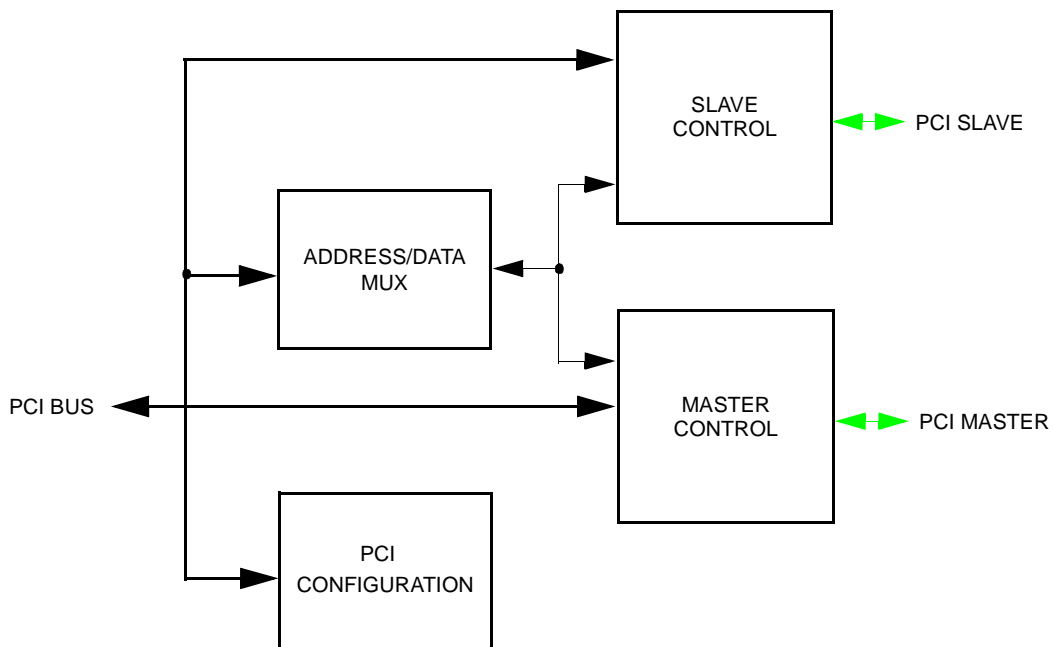 SLAVE
CONTROL
PCI SLAVE
ADDRESS/DATA
MUX
PCI BUS
MASTER
CONTROL
PCI MASTER
PCI
CONFIGURATION